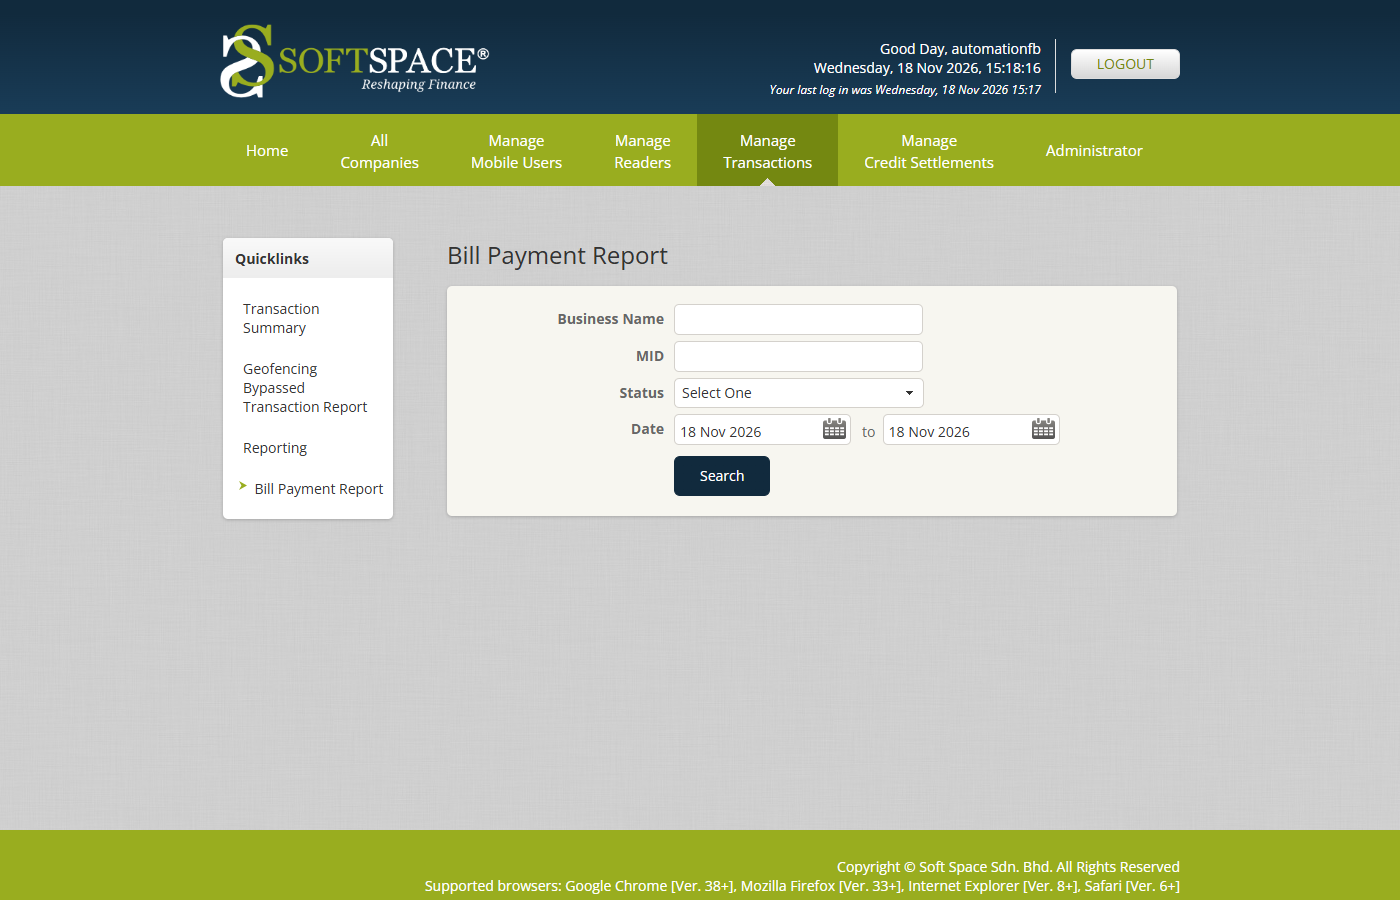 SOFTSPACE®
Reshaping Finance
Good Day, automationfb
Wednesday, 18 Nov 2026, 15:18:16
Your last log in was Wednesday, 18 Nov 2026 15:17
LOGOUT
Home
All
Companies
Manage
Mobile Users
Manage
Readers
Manage
Transactions
Manage
Credit Settlements
Administrator
Quicklinks
Transaction
Summary
Geofencing
Bypassed
Transaction Report
Reporting
Bill Payment Report
Bill Payment Report
Business Name
MID
Status
Select One
Date
18 Nov 2026
to
18 Nov 2026
Search
Copyright © Soft Space Sdn. Bhd. All Rights Reserved
Supported browsers: Google Chrome [Ver. 38+], Mozilla Firefox [Ver. 33+], Internet Explorer [Ver. 8+], Safari [Ver. 6+]